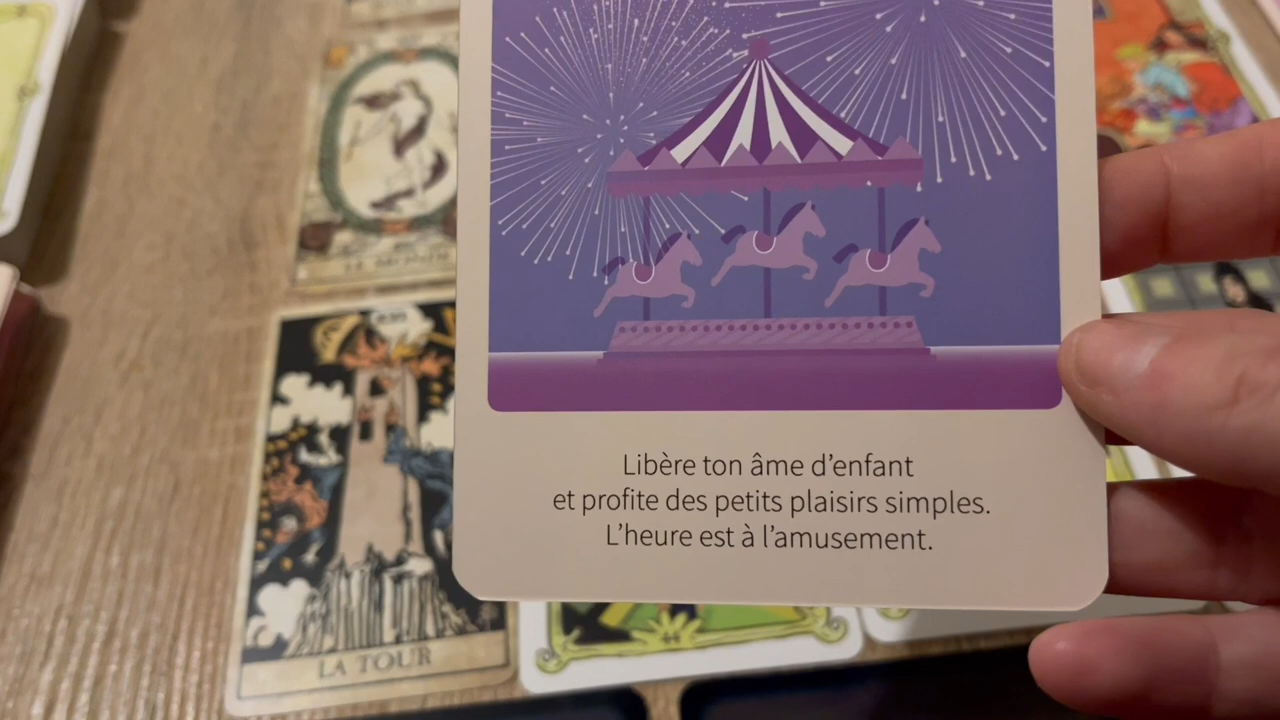 LE MONDE
Libère ton âme d'enfant
et profite des petits plaisirs simples.
L'heure est à l'amusement.
LA TOUR